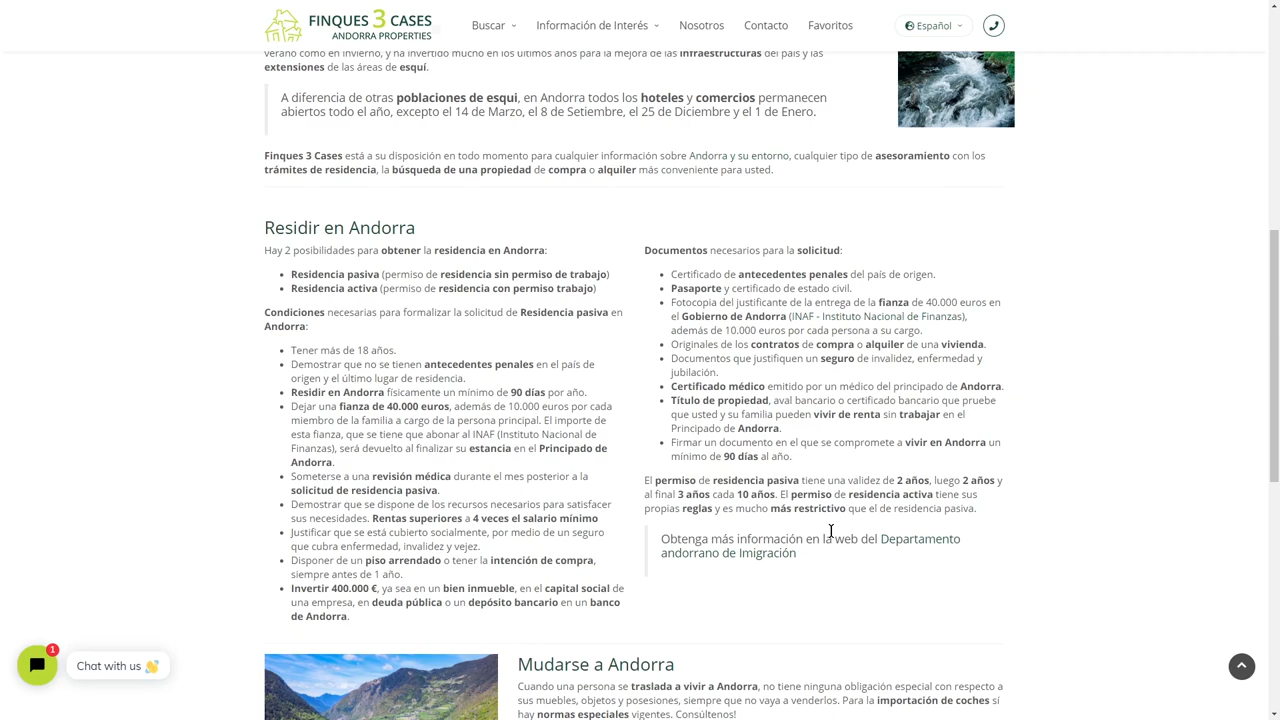 FINQUES 3 CASES
ANDORRA PROPERTIES
Buscar
Información de Interés
Nosotros
Contacto
Favoritos
Español
verano como en invierno, y ha invertido mucho en los últimos años para la mejora de las infraestructuras del país y las
extensiones de las áreas de esquí.
A diferencia de otras poblaciones de esqui, en Andorra todos los hoteles y comercios permanecen
abiertos todo el año, excepto el 14 de Marzo, el 8 de Setiembre, el 25 de Diciembre y el 1 de Enero.
Finques 3 Cases está a su disposición en todo momento para cualquier información sobre Andorra y su entorno, cualquier tipo de asesoramiento con los
trámites de residencia, la búsqueda de una propiedad de compra o alquiler más conveniente para usted.
Residir en Andorra
Hay 2 posibilidades para obtener la residencia en Andorra:
Residencia pasiva (permiso de residencia sin permiso de trabajo)
Residencia activa (permiso de residencia con permiso trabajo)
Condiciones necesarias para formalizar la solicitud de Residencia pasiva en
Andorra:
Tener más de 18 años.
Demostrar que no se tienen antecedentes penales en el país de
origen y el último lugar de residencia.
Residir en Andorra físicamente un mínimo de 90 días por año.
Dejar una fianza de 40.000 euros, además de 10.000 euros por cada
miembro de la familia a cargo de la persona principal. El importe de
esta fianza, que se tiene que abonar al INAF (Instituto Nacional de
Finanzas), será devuelto al finalizar su estancia en el Principado de
Andorra.
Someterse a una revisión médica durante el mes posterior a la
solicitud de residencia pasiva.
Demostrar que se dispone de los recursos necesarios para satisfacer
sus necesidades. Rentas superiores a 4 veces el salario mínimo
Justificar que se está cubierto socialmente, por medio de un seguro
que cubra enfermedad, invalidez y vejez.
Disponer de un piso arrendado o tener la intención de compra,
siempre antes de 1 año.
Invertir 400.000 €, ya sea en un bien inmueble, en el capital social de
una empresa, en deuda pública o un depósito bancario en un banco
de Andorra.
Documentos necesarios para la solicitud:
Certificado de antecedentes penales del país de origen.
Pasaporte y certificado de estado civil.
Fotocopia del justificante de la entrega de la fianza de 40.000 euros en
el Gobierno de Andorra (INAF - Instituto Nacional de Finanzas),
además de 10.000 euros por cada persona a su cargo.
Originales de los contratos de compra o alquiler de una vivienda.
Documentos que justifiquen un seguro de invalidez, enfermedad y
jubilación.
Certificado médico emitido por un médico del principado de Andorra.
Título de propiedad, aval bancario o certificado bancario que pruebe
que usted y su familia pueden vivir de renta sin trabajar en el
Principado de Andorra.
Firmar un documento en el que se compromete a vivir en Andorra un
mínimo de 90 días al año.
El permiso de residencia pasiva tiene una validez de 2 años, luego 2 años y
al final 3 años cada 10 años. El permiso de residencia activa tiene sus
propias reglas y es mucho más restrictivo que el de residencia pasiva.
Obtenga más información en la web del Departamento
andorrano de Imigración
Mudarse a Andorra
Cuando una persona se traslada a vivir a Andorra, no tiene ninguna obligación especial con respecto a
sus muebles, objetos y posesiones, siempre que no vaya a venderlos. Para la importación de coches sí
hay normas especiales vigentes. Consúltenos!
1
Chat with us 👋